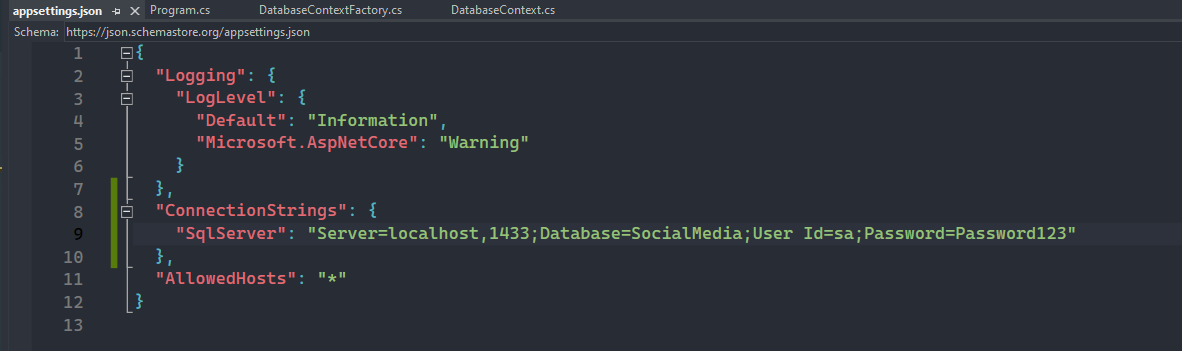 appsettings.json Program.cs DatabaseContextFactory.cs DatabaseContext.cs
Schema: https://json.schemastore.org/appsettings.json
1 {
2 "Logging": {
3 "LogLevel": {
4 "Default": "Information",
5 "Microsoft.AspNetCore": "Warning"
6 }
7 },
8 "ConnectionStrings": {
9 "SqlServer": "Server=localhost,1433;Database=SocialMedia;User Id=sa;Password=Password123"
10 },
11 "AllowedHosts": "*"
12 }
13